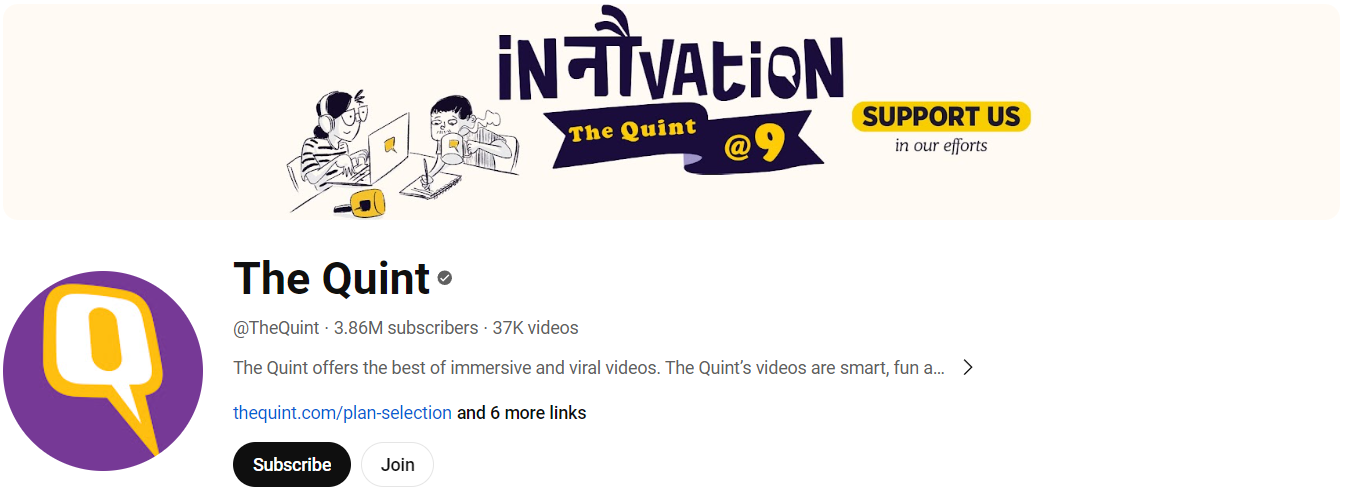 iNनौVATiON
The Quint
@9
SUPPORT US
in our efforts
The Quint
@TheQuint · 3.86M subscribers · 37K videos
The Quint offers the best of immersive and viral videos. The Quint’s videos are smart, fun a...
thequint.com/plan-selection and 6 more links
Subscribe Join